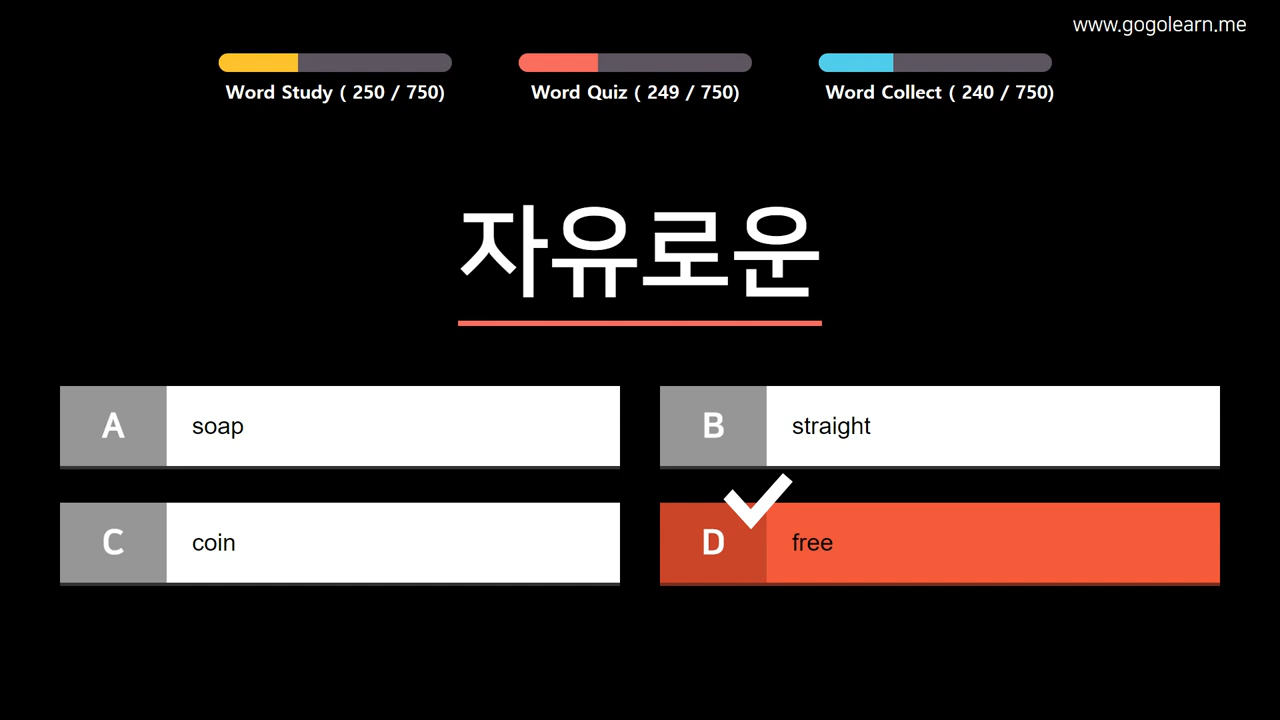 www.gogolearn.me
Word Study ( 250 / 750)
Word Quiz ( 249 / 750)
Word Collect ( 240 / 750)
자유로운
A soap
B straight
C coin
D free